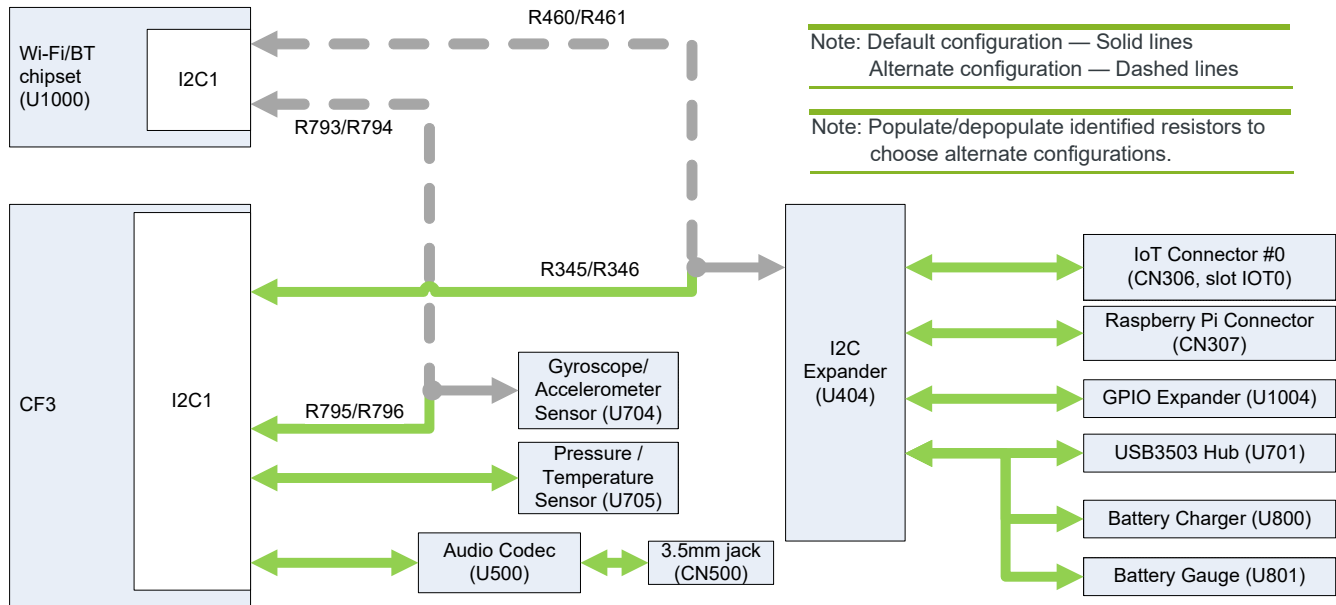 R460/R461
Note: Default configuration — Solid lines
Alternate configuration — Dashed lines
Wi-Fi/BT
chipset
(U1000)
I2C1
R793/R794
Note: Populate/depopulate identified resistors to
choose alternate configurations.
CF3
I2C1
R345/R346
R795/R796
Gyroscope/
Accelerometer
Sensor (U704)
Pressure /
Temperature
Sensor (U705)
Audio Codec
(U500)
3.5mm jack
(CN500)
I2C
Expander
(U404)
IoT Connector #0
(CN306, slot IOT0)
Raspberry Pi Connector
(CN307)
GPIO Expander (U1004)
USB3503 Hub (U701)
Battery Charger (U800)
Battery Gauge (U801)